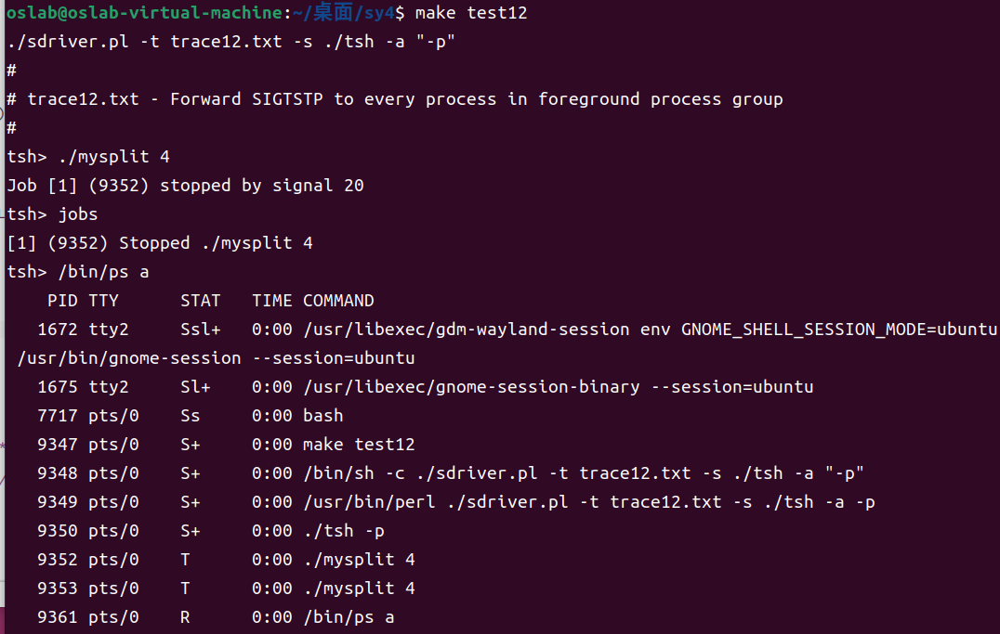 oslab@oslab-virtual-machine:~/桌面/sy4$ make test12
./sdriver.pl -t trace12.txt -s ./tsh -a "-p"
#
# trace12.txt - Forward SIGTSTP to every process in foreground process group
#
tsh> ./mysplit 4
Job [1] (9352) stopped by signal 20
tsh> jobs
[1] (9352) Stopped ./mysplit 4
tsh> /bin/ps a
    PID TTY      STAT   TIME COMMAND
   1672 tty2     Ssl+   0:00 /usr/libexec/gdm-wayland-session env GNOME_SHELL_SESSION_MODE=ubuntu
 /usr/bin/gnome-session --session=ubuntu
   1675 tty2     Sl+    0:00 /usr/libexec/gnome-session-binary --session=ubuntu
   7717 pts/0    Ss     0:00 bash
   9347 pts/0    S+     0:00 make test12
   9348 pts/0    S+     0:00 /bin/sh -c ./sdriver.pl -t trace12.txt -s ./tsh -a "-p"
   9349 pts/0    S+     0:00 /usr/bin/perl ./sdriver.pl -t trace12.txt -s ./tsh -a -p
   9350 pts/0    S+     0:00 ./tsh -p
   9352 pts/0    T      0:00 ./mysplit 4
   9353 pts/0    T      0:00 ./mysplit 4
   9361 pts/0    R      0:00 /bin/ps a